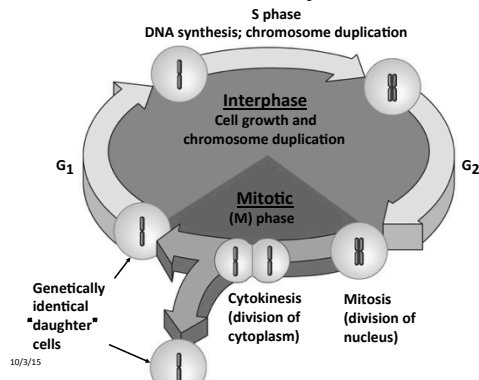 S phase
DNA synthesis; chromosome duplication
Interphase
Cell growth and
chromosome duplication
G1
G2
Mitotic
(M) phase
Genetically
identical
"daughter"
cells
Cytokinesis
(division of
cytoplasm)
Mitosis
(division of
nucleus)
10/3/15